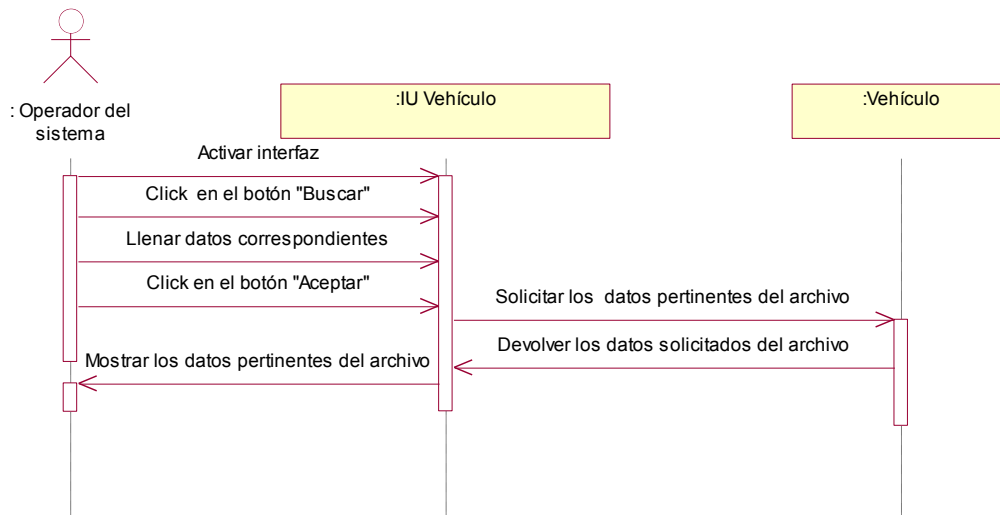 : Operador del
sistema
:IU Vehículo
:Vehículo
Activar interfaz
Click en el botón "Buscar"
Llenar datos correspondientes
Click en el botón "Aceptar"
Solicitar los datos pertinentes del archivo
Devolver los datos solicitados del archivo
Mostrar los datos pertinentes del archivo